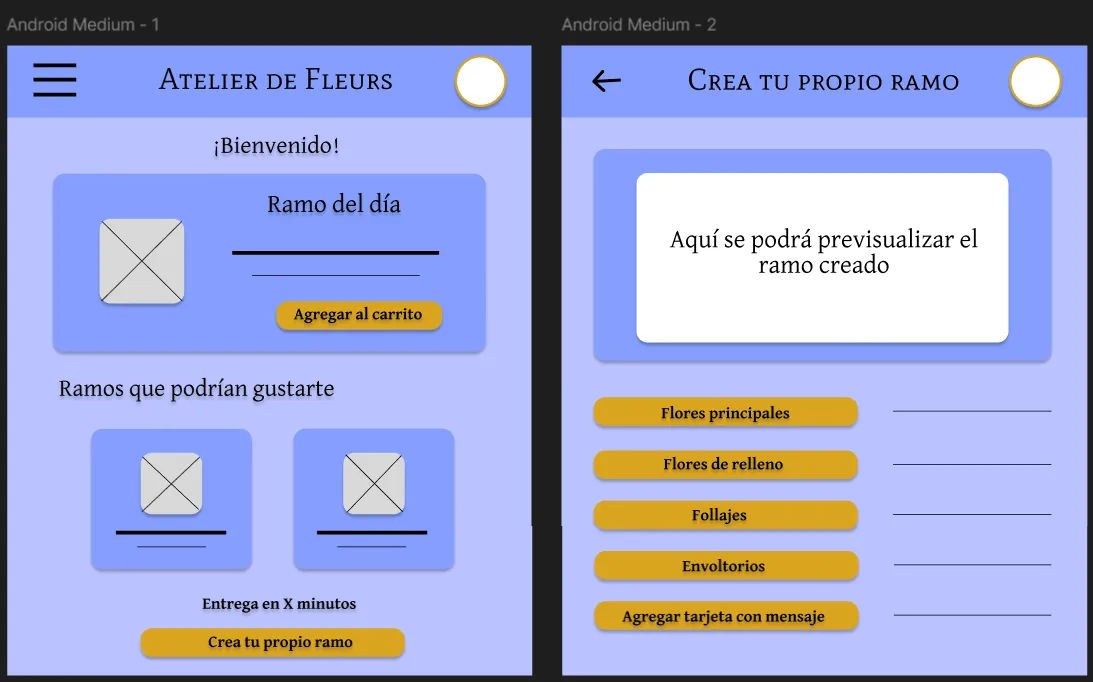 Android Medium - 1
Atelier de Fleurs
¡Bienvenido!
Ramo del día
Agregar al carrito
Ramos que podrían gustarte
Entrega en X minutos
Crea tu propio ramo
Android Medium - 2
Crea tu propio ramo
Aquí se podrá previsualizar el
ramo creado
Flores principales
Flores de relleno
Follajes
Envoltorios
Agregar tarjeta con mensaje